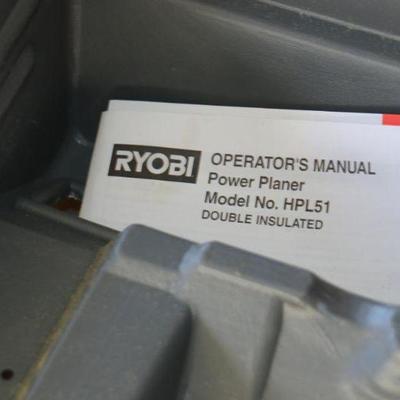 RYOBI
OPERATOR'S MANUAL
Power Planer
Model No. HPL51
DOUBLE INSULATED